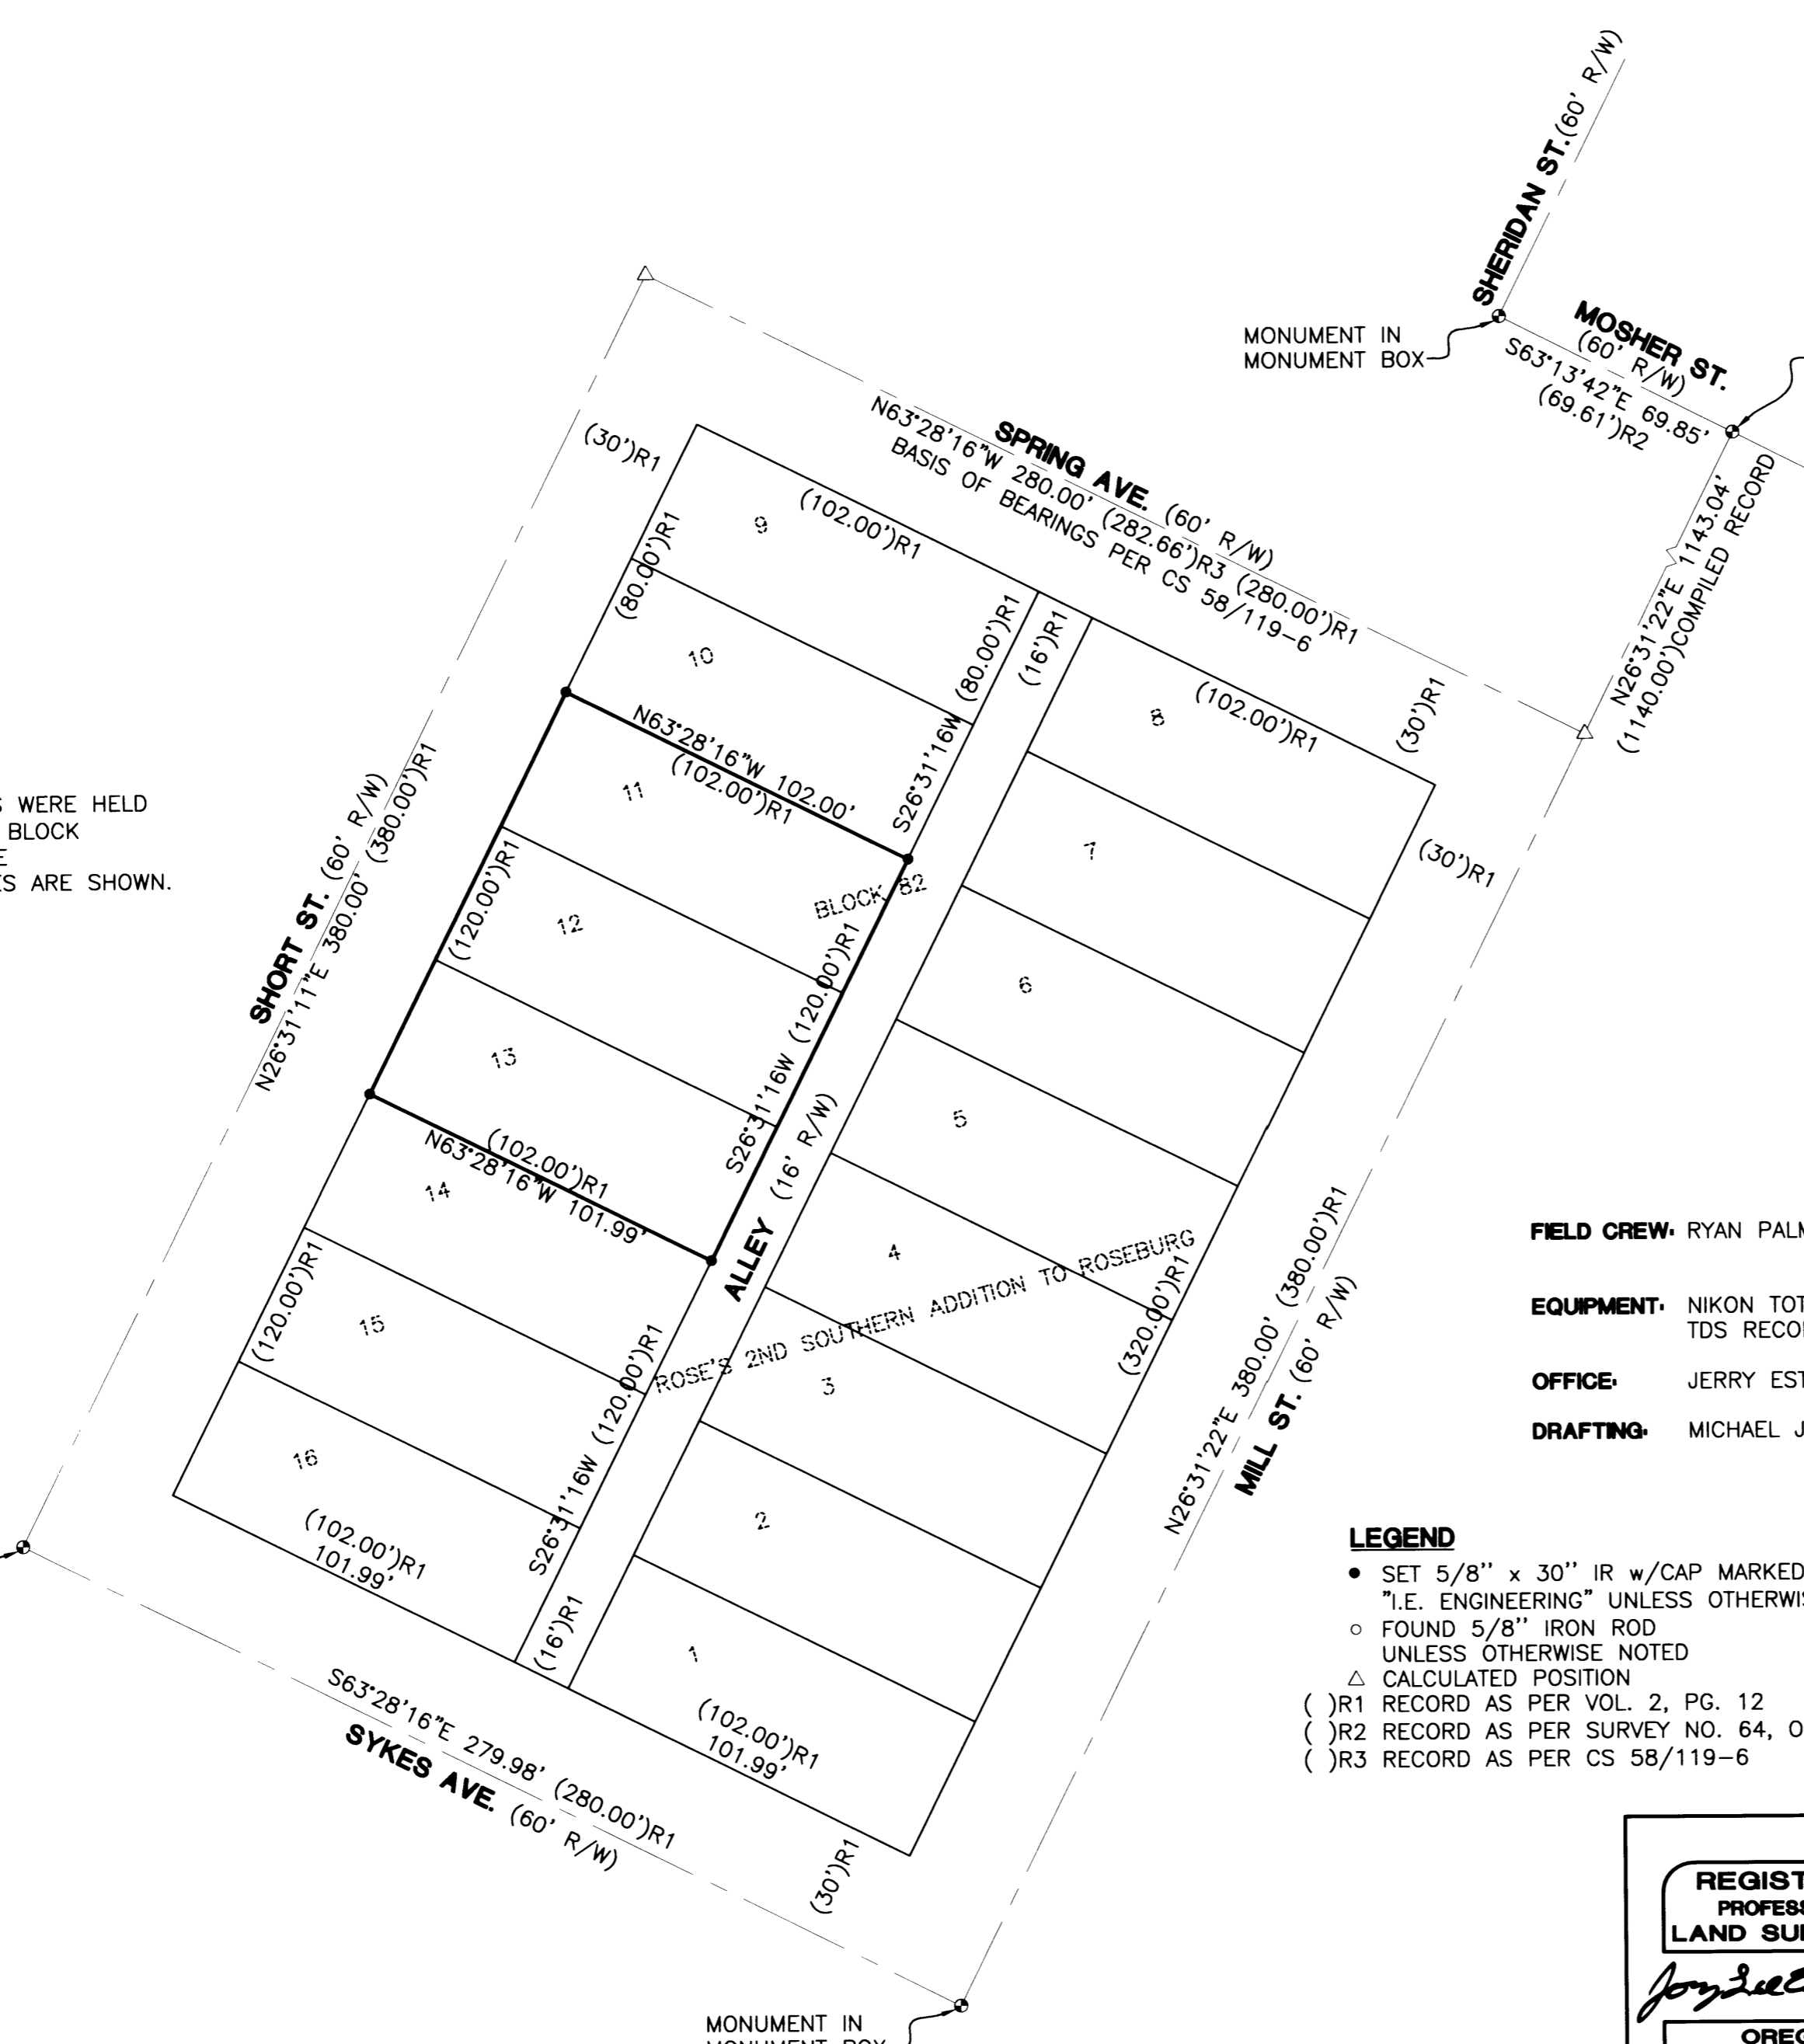 SHERIDAN ST. (60' R/W)
MONUMENT IN
MONUMENT BOX
MOSHER ST.
(60' R/W)
S63°13'42"E 69.85'
(69.61')R2
N26°31'22"E 1143.04'
(1140.00')COMPILED RECORD
SPRING AVE. (60' R/W)
N63°28'16"W 280.00' (282.66')R3 (280.00')R1
BASIS OF BEARINGS PER CS 58/119-6
(30')R1
(102.00')R1
9
(80.00')R1
10
(80.00')R1
(16')R1
S26°31'16W
8
(102.00')R1
(30')R1
(30')R1
7
N63°28'16"W 102.00'
(102.00')R1
11
S WERE HELD
BLOCK
E
ES ARE SHOWN.
SHORT ST. (60' R/W)
N26°31'11"E 380.00' (380.00')R1
(120.00')R1
12
BLOCK 82
6
13
S26°31'16W (120.00')R1
5
ALLEY (16' R/W)
(102.00')R1
N63°28'16"W 101.99'
14
4
ROSE'S 2ND SOUTHERN ADDITION TO ROSEBURG
(320.00')R1
N26°31'22"E 380.00' (380.00')R1
MILL ST. (60' R/W)
(120.00')R1
15
3
S26°31'16W (120.00')R1
16
2
(102.00')R1
101.99'
(16')R1
1
(102.00')R1
101.99'
S63°28'16"E 279.98' (280.00')R1
SYKES AVE. (60' R/W)
(30')R1
MONUMENT IN
MONUMENT BOX
FIELD CREW: RYAN PALM
EQUIPMENT: NIKON TOT
TDS RECO
OFFICE: JERRY EST
DRAFTING: MICHAEL J
LEGEND
● SET 5/8'' x 30'' IR w/CAP MARKED
"I.E. ENGINEERING" UNLESS OTHERWIS
○ FOUND 5/8'' IRON ROD
UNLESS OTHERWISE NOTED
△ CALCULATED POSITION
( )R1 RECORD AS PER VOL. 2, PG. 12
( )R2 RECORD AS PER SURVEY NO. 64, O
( )R3 RECORD AS PER CS 58/119-6
REGIST
PROFESS
LAND SU
OREG